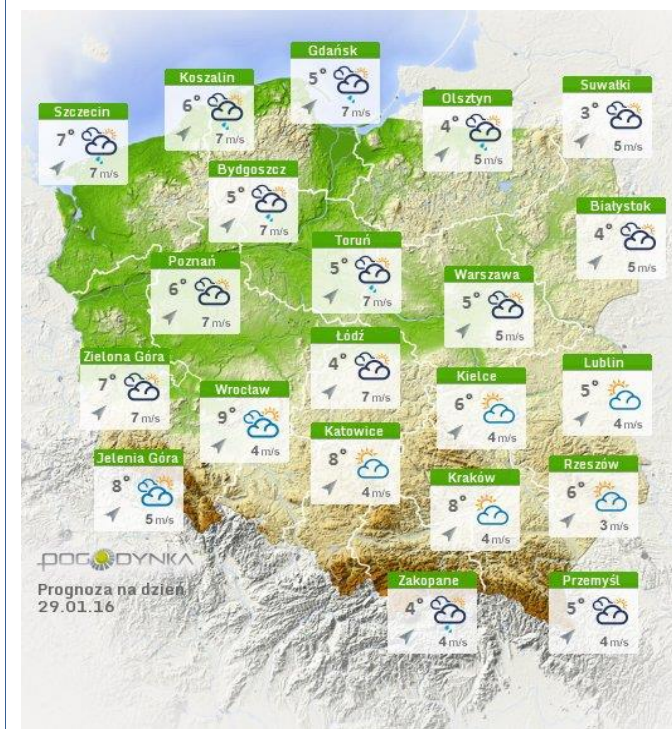 Gdańsk
5°
7 m/s
Koszalin
6°
7 m/s
Suwałki
3°
5 m/s
Olsztyn
4°
5 m/s
Szczecin
7°
7 m/s
Bydgoszcz
5°
7 m/s
Białystok
4°
5 m/s
Toruń
5°
7 m/s
Poznań
6°
7 m/s
Warszawa
5°
5 m/s
Łódź
4°
7 m/s
Zielona Góra
7°
7 m/s
Lublin
5°
4 m/s
Kielce
6°
4 m/s
Wrocław
9°
4 m/s
Katowice
8°
4 m/s
Jelenia Góra
8°
5 m/s
Rzeszów
6°
3 m/s
Kraków
8°
4 m/s
POGODYNKA
Prognoza na dzień
29.01.16
Zakopane
4°
4 m/s
Przemyśl
5°
4 m/s